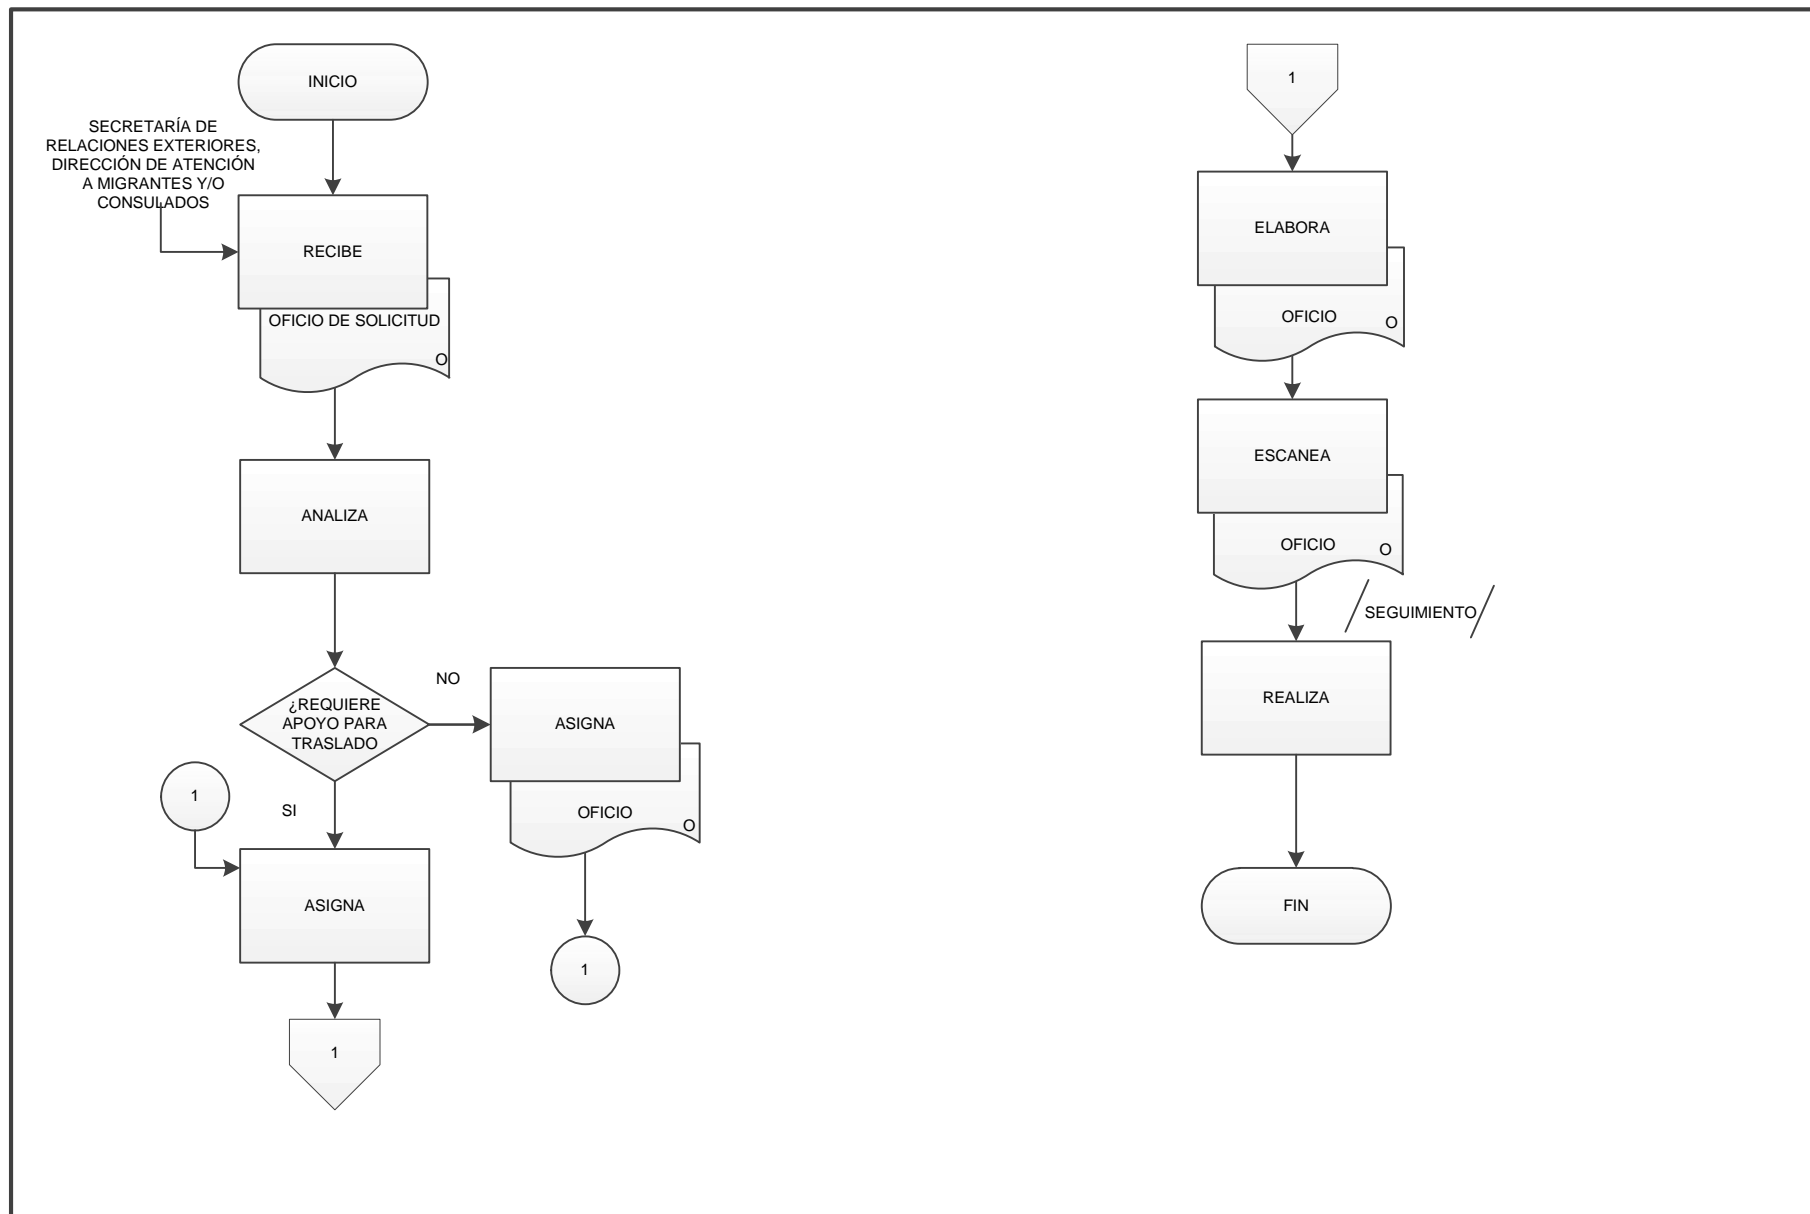 INICIO
SECRETARÍA DE
RELACIONES EXTERIORES,
DIRECCIÓN DE ATENCIÓN
A MIGRANTES Y/O
CONSULADOS
RECIBE
OFICIO DE SOLICITUD
O
ANALIZA
¿REQUIERE
APOYO PARA
TRASLADO
NO
ASIGNA
OFICIO
O
1
SI
1
ASIGNA
1
1
ELABORA
OFICIO
O
ESCANEA
OFICIO
O
SEGUIMIENTO
REALIZA
FIN